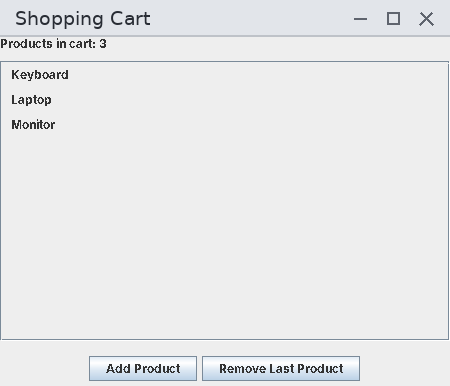 Shopping Cart
Products in cart: 3
Keyboard
Laptop
Monitor
Add Product
Remove Last Product